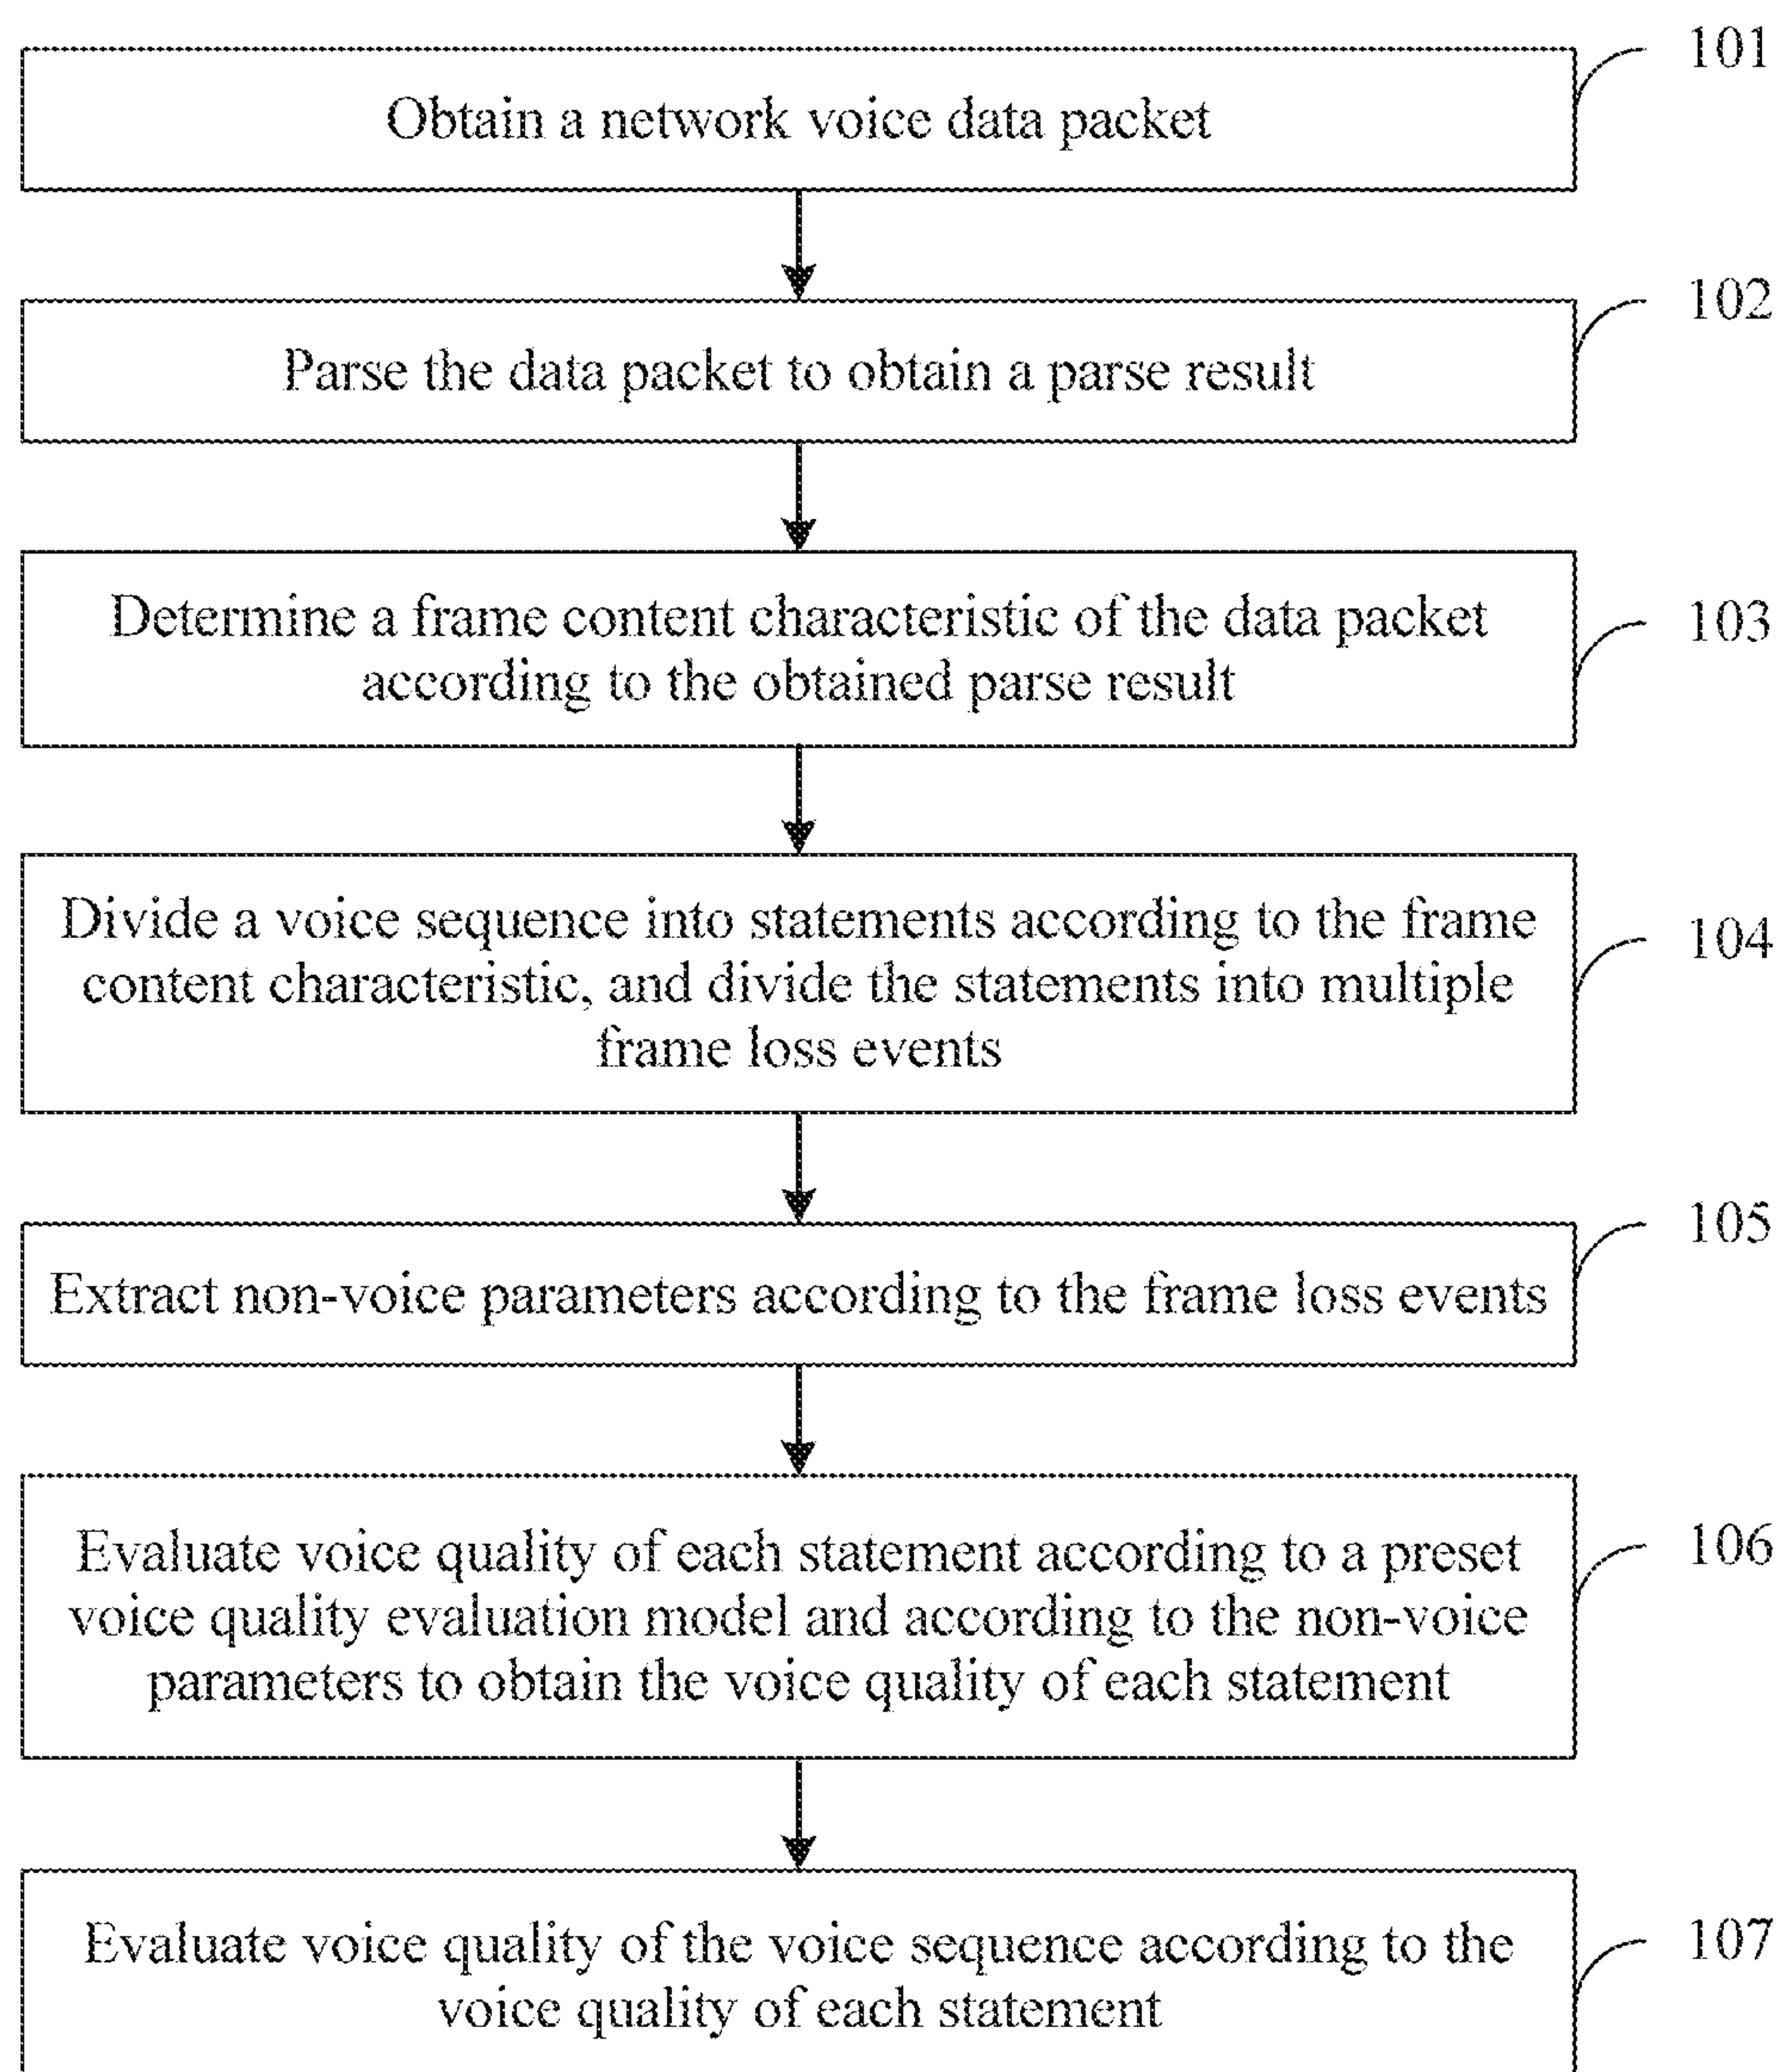 101
Obtain a network voice data packet
102
Parse the data packet to obtain a parse result
103
Determine a frame content characteristic of the data packet
according to the obtained parse result
104
Divide a voice sequence into statements according to the frame
content characteristic, and divide the statements into multiple
frame loss events
105
Extract non-voice parameters according to the frame loss events
106
Evaluate voice quality of each statement according to a preset
voice quality evaluation model and according to the non-voice
parameters to obtain the voice quality of each statement
107
Evaluate voice quality of the voice sequence according to the
voice quality of each statement